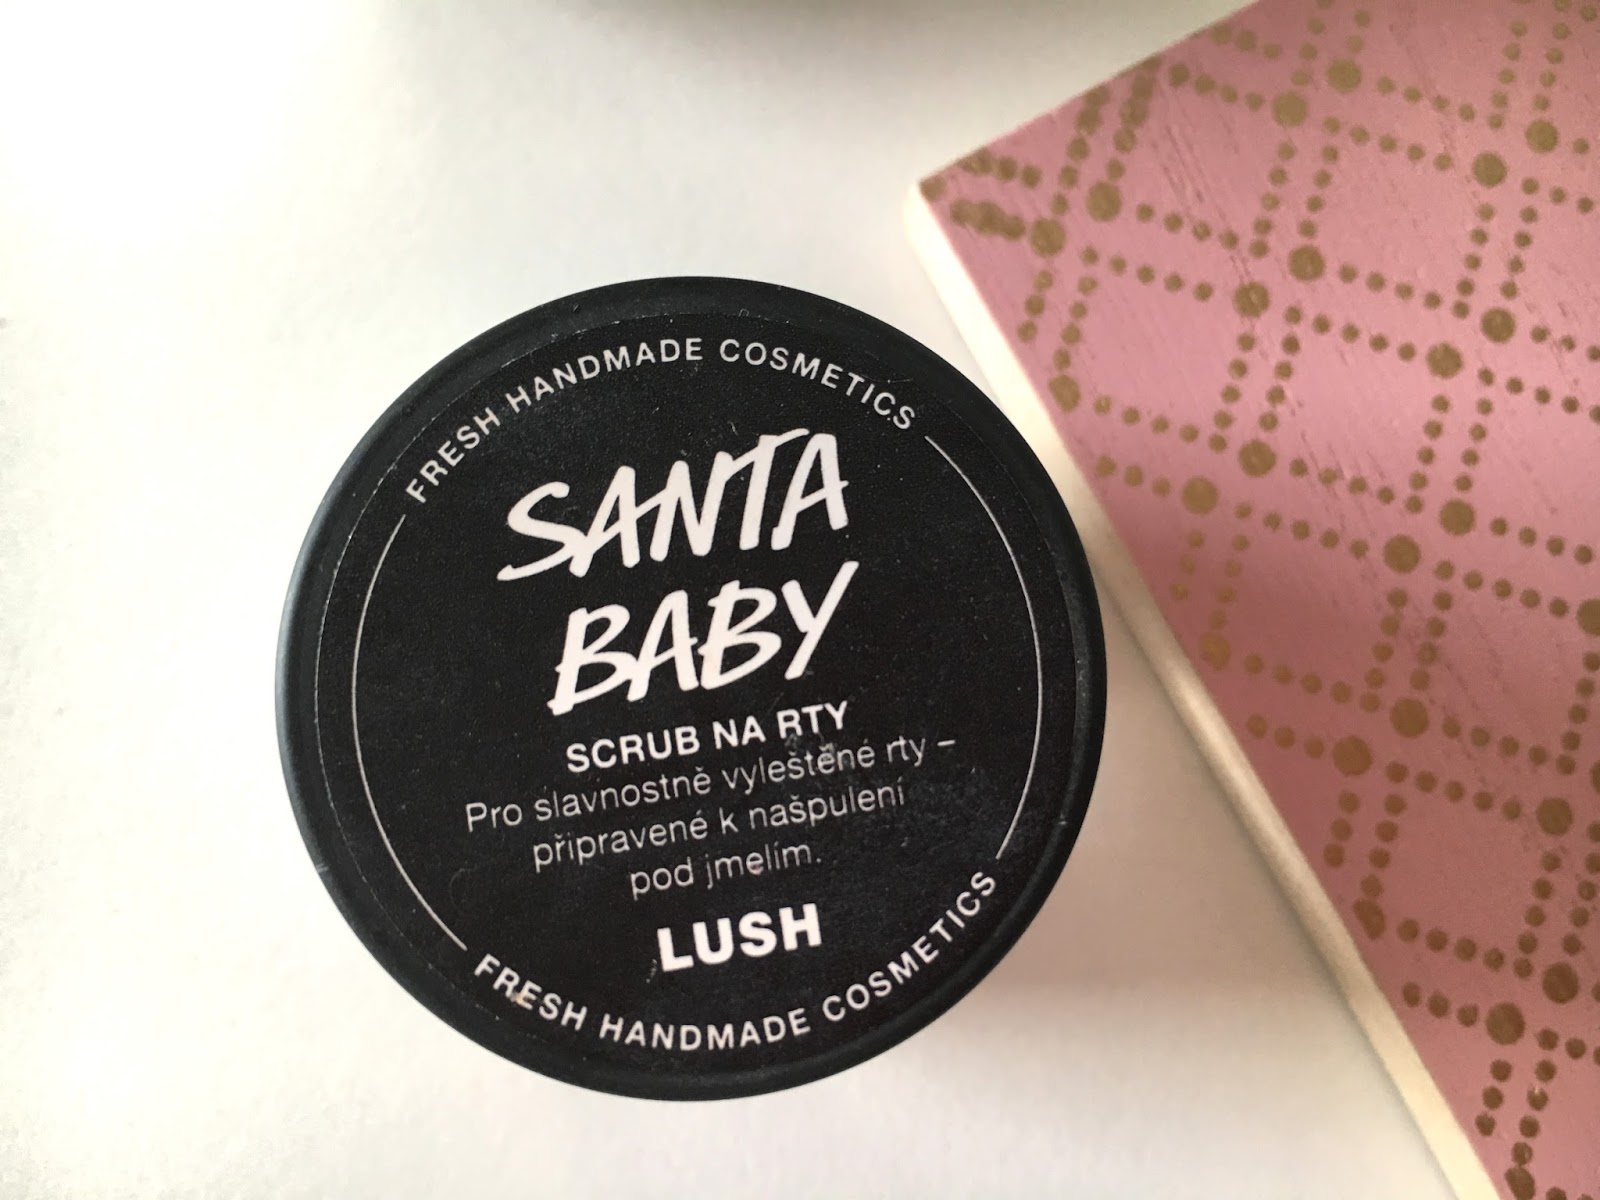 FRESH HANDMADE COSMETICS
SANTA
BABY
SCRUB NA RTY
Pro slavnostně vyleštěné rty –
připravené k našpulení
pod jmelím.
LUSH
FRESH HANDMADE COSMETICS